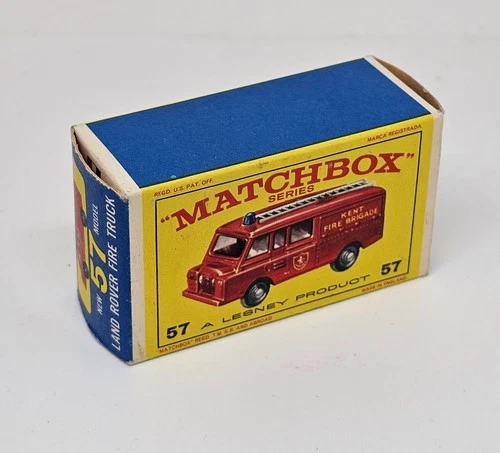 REGD. U.S. PAT. OFF.
MARCA REGISTRADA
"MATCHBOX"
SERIES
KENT
FIRE BRIGADE
57
A LESNEY PRODUCT
57
"MATCHBOX" REGD. T.M. G.B. AND ABROAD
MADE IN ENGLAND
NEW 57 MODEL
LAND ROVER FIRE TRUCK